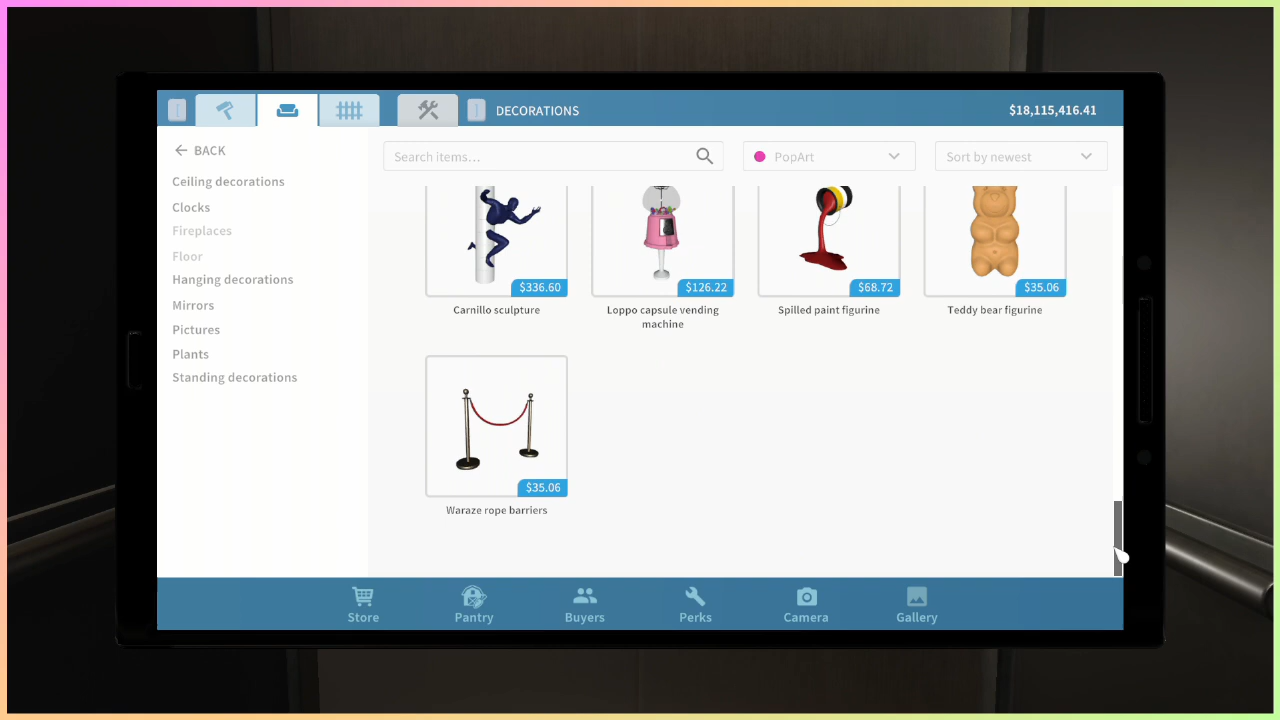 DECORATIONS
$18,115,416.41
BACK
Search items...
PopArt
Sort by newest
Ceiling decorations
Clocks
Fireplaces
Floor
Hanging decorations
Mirrors
Pictures
Plants
Standing decorations
$336.60
$126.22
$68.72
$35.06
Carnillo sculpture
Loppo capsule vending
machine
Spilled paint figurine
Teddy bear figurine
$35.06
Waraze rope barriers
Store
Pantry
Buyers
Perks
Camera
Gallery